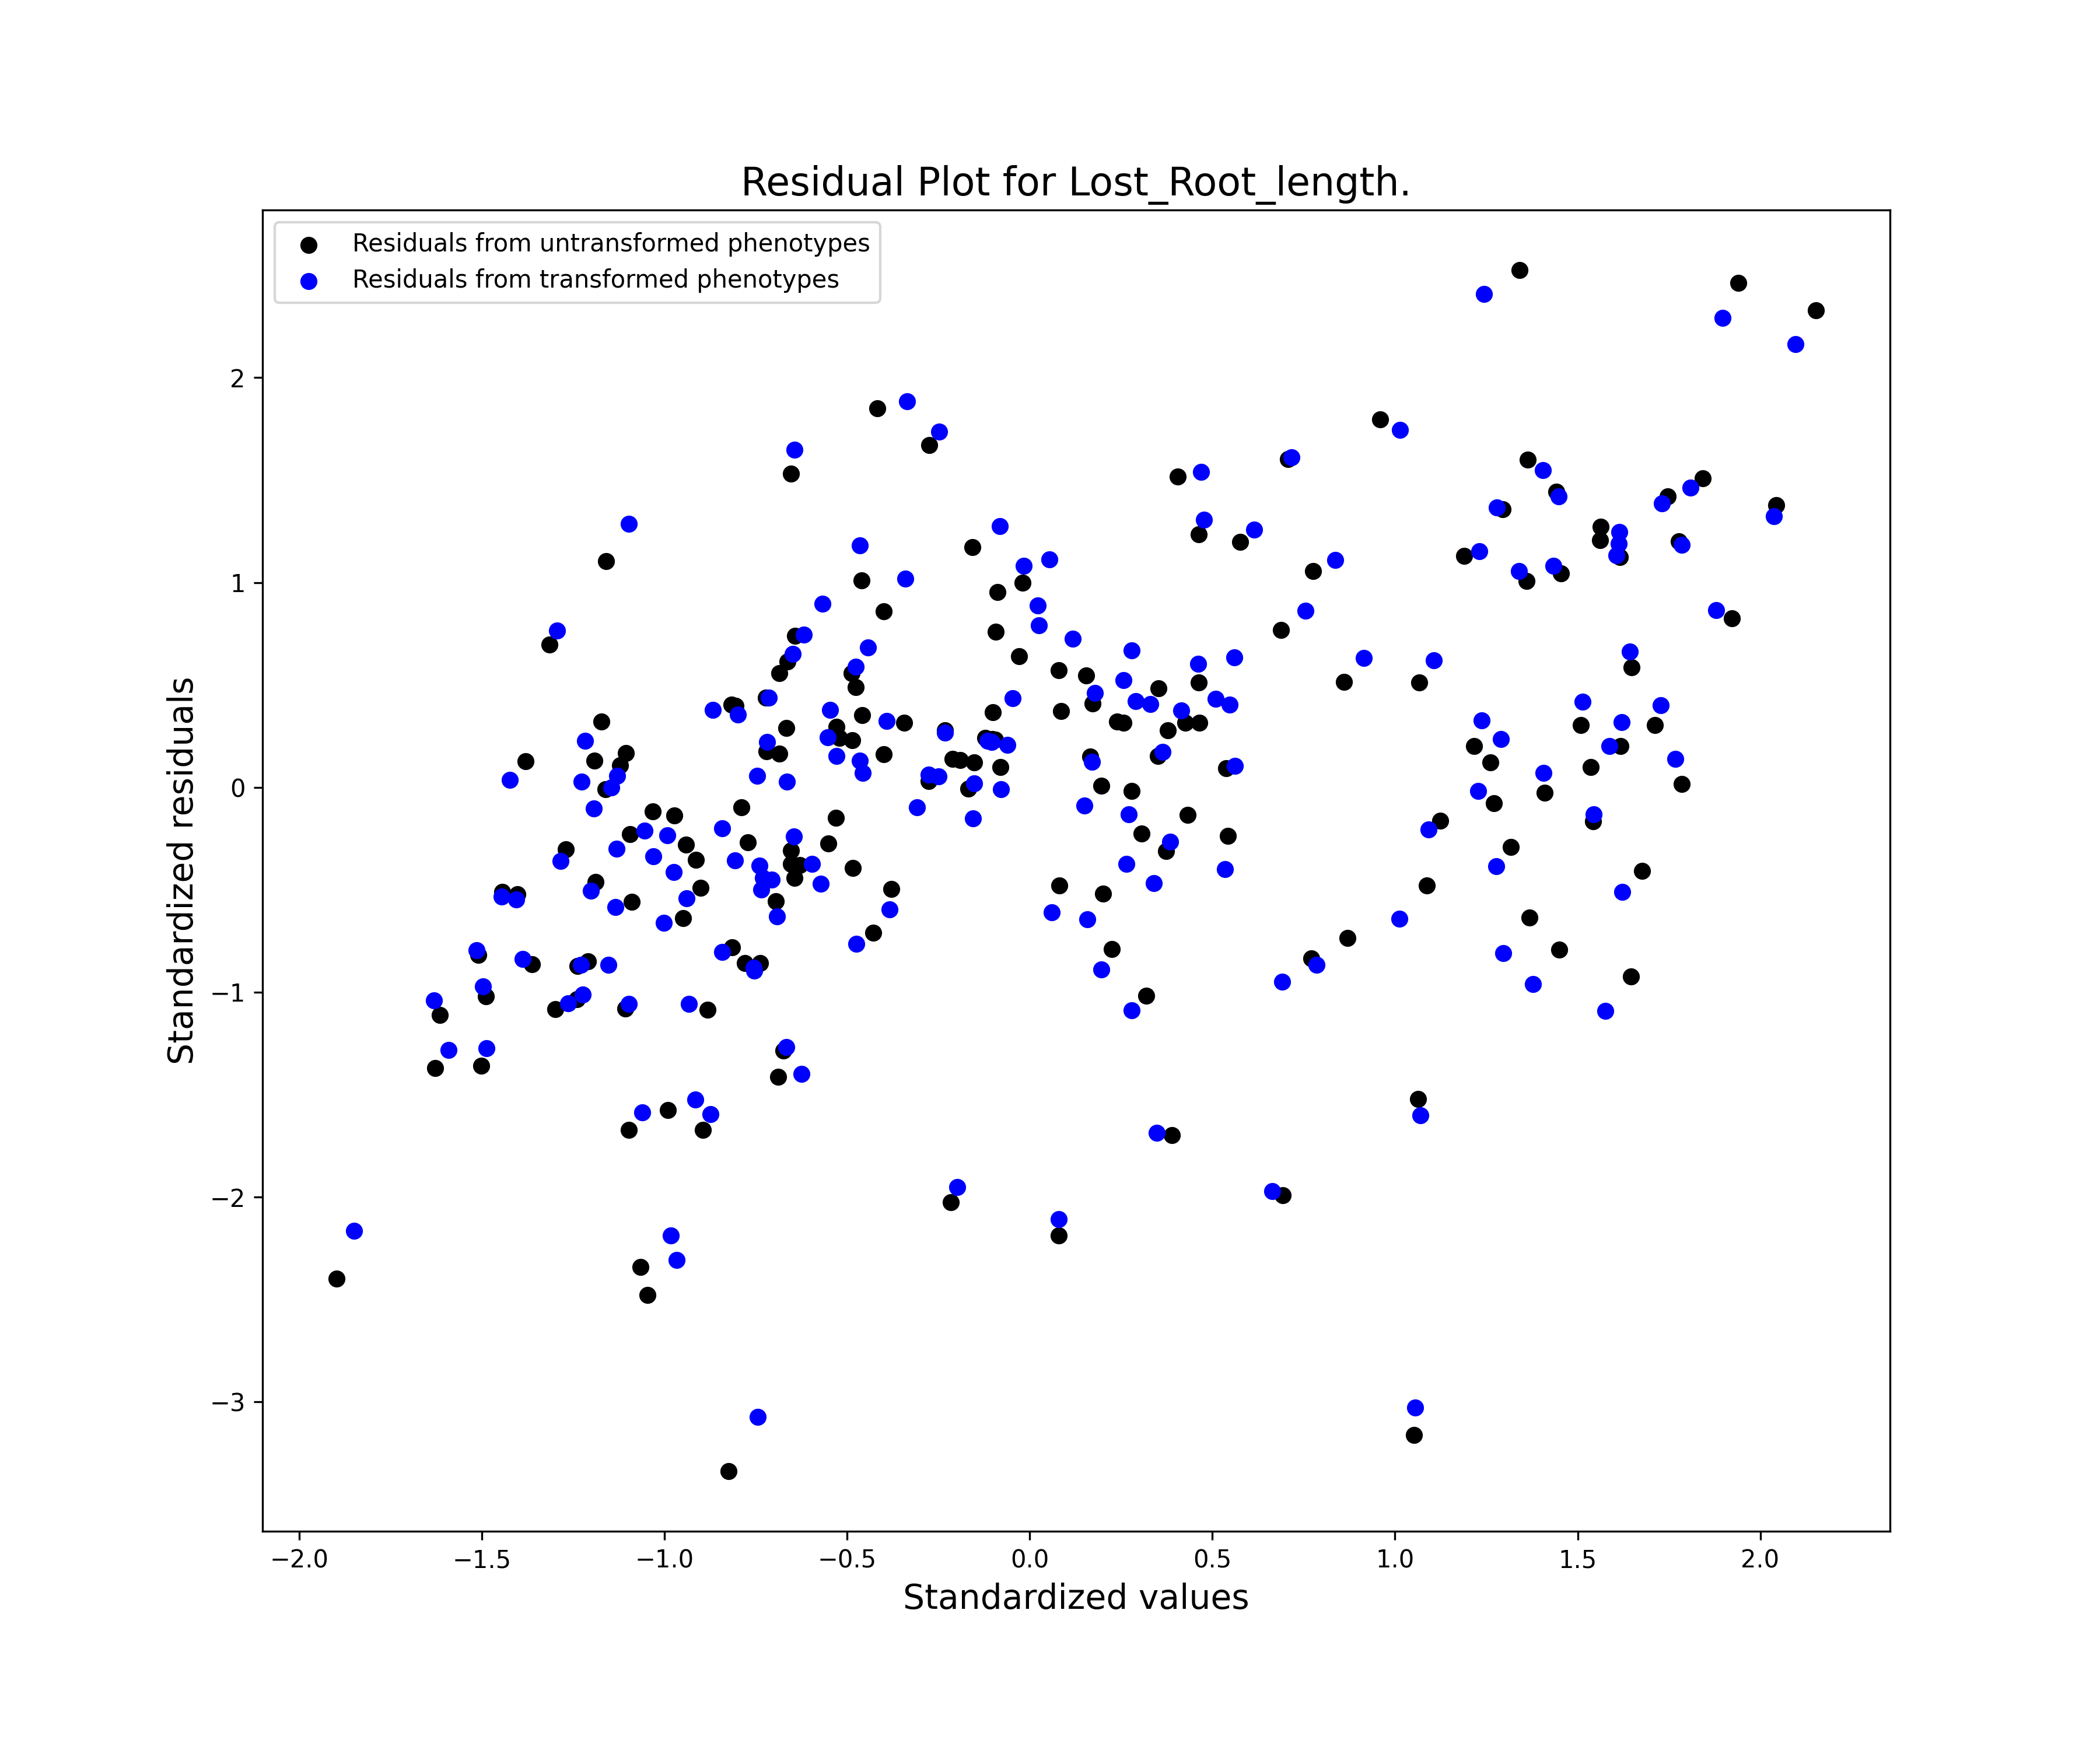 Residual Plot for Lost_Root_length.
Residuals from untransformed phenotypes
Residuals from transformed phenotypes
Standardized residuals
2
1
0
−1
−2
−3
−2.0 −1.5 −1.0 −0.5 0.0 0.5 1.0 1.5 2.0
Standardized values